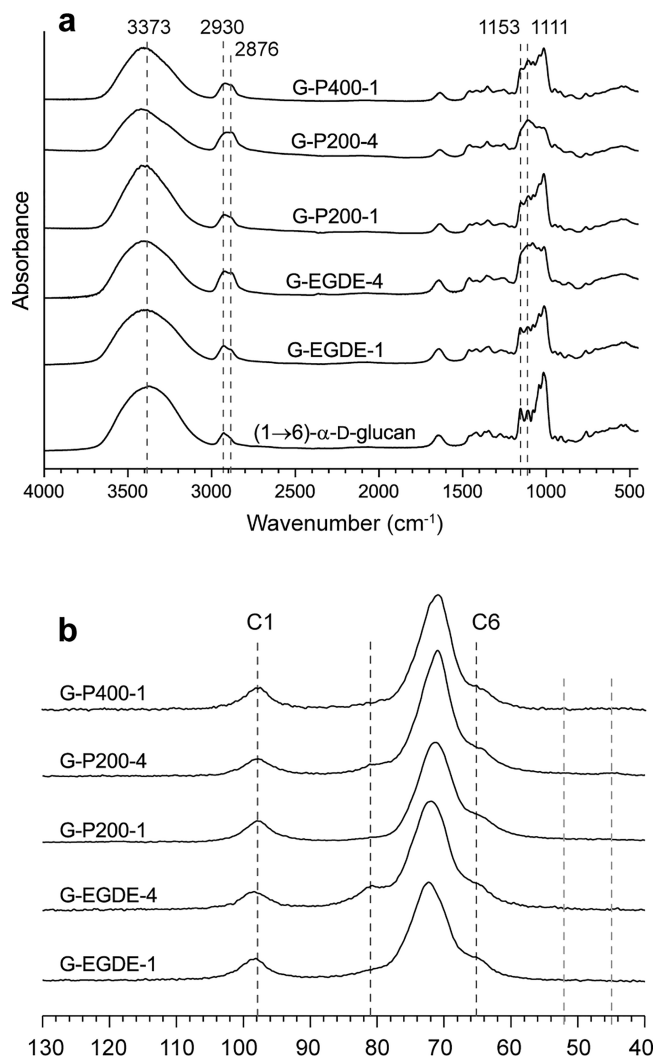 a
3373
2930
2876
1153
1111
G-P400-1
G-P200-4
G-P200-1
G-EGDE-4
G-EGDE-1
(1→6)-α-D-glucan
Absorbance
4000 3500 3000 2500 2000 1500 1000 500
Wavenumber (cm⁻¹)
b
C1
C6
G-P400-1
G-P200-4
G-P200-1
G-EGDE-4
G-EGDE-1
130 120 110 100 90 80 70 60 50 40